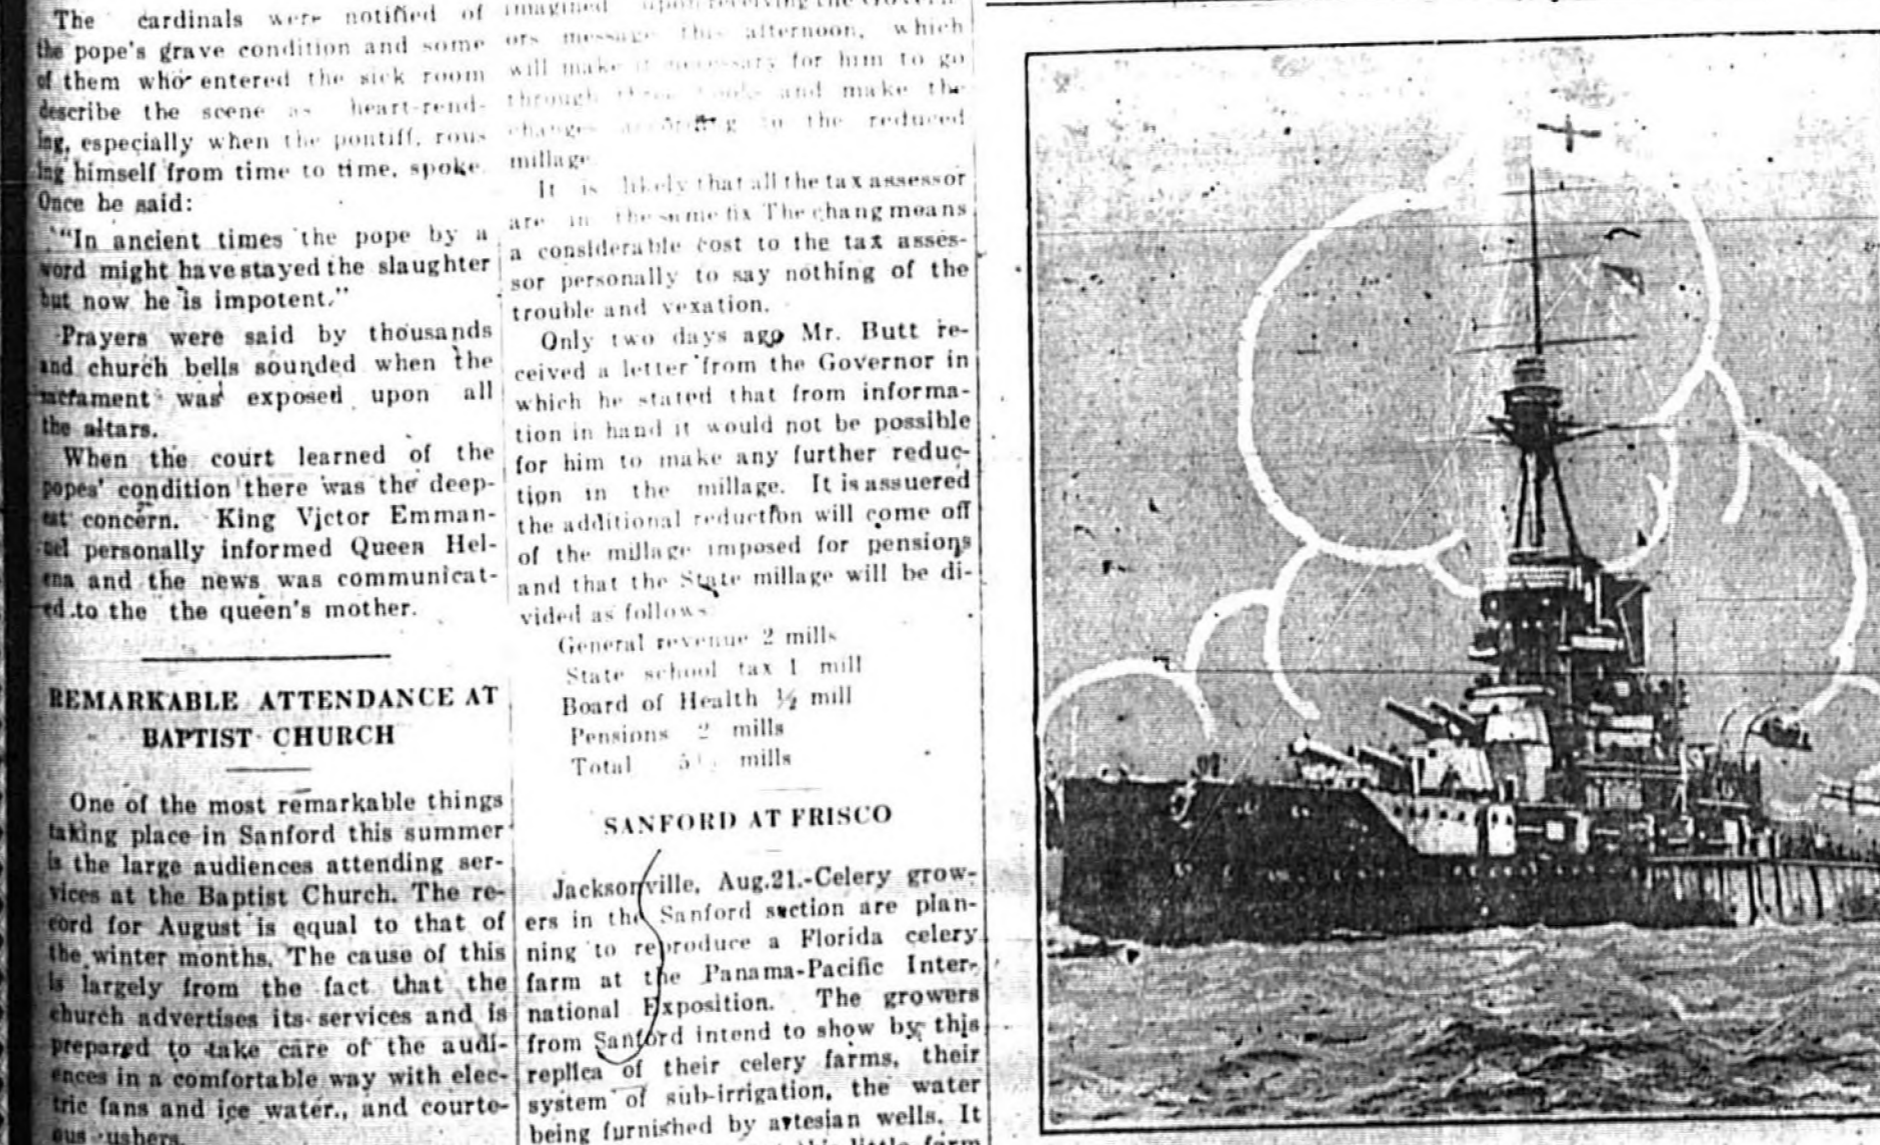 The cardinals were notified of
the pope's grave condition and some
of them who entered the sick room
describe the scene as heart-rend-
ing, especially when the pontiff, rous
ing himself from time to time, spoke.
Once he said:
"In ancient times the pope by a
word might have stayed the slaughter
but now he is impotent."
Prayers were said by thousands
and church bells sounded when the
sacrament was exposed upon all
the altars.
When the court learned of the
popes' condition there was the deep-
est concern. King Victor Emman-
uel personally informed Queen Hel-
ena and the news was communicat-
ed to the the queen's mother.
REMARKABLE ATTENDANCE AT
BAPTIST CHURCH
One of the most remarkable things
taking place in Sanford this summer
is the large audiences attending ser-
vices at the Baptist Church. The re-
cord for August is equal to that of
the winter months. The cause of this
is largely from the fact that the
church advertises its services and is
prepared to take care of the audi-
ences in a comfortable way with elec-
tric fans and ice water., and courte-
ous ushers.
imagined upon receiving the Govern-
ors message this afternoon, which
will make it necessary for him to go
through three books and make the
changes according to the reduced
millage.
It is likely that all the tax assessor
are in the same fix The chang means
a considerable cost to the tax asses-
sor personally to say nothing of the
trouble and vexation.
Only two days ago Mr. Butt re-
ceived a letter from the Governor in
which he stated that from informa-
tion in hand it would not be possible
for him to make any further reduc-
tion in the millage. It is assuered
the additional reduction will come off
of the millage imposed for pensions
and that the State millage will be di-
vided as follows
General revenue 2 mills
State school tax 1 mill
Board of Health ½ mill
Pensions 2 mills
Total 5½ mills
SANFORD AT FRISCO
Jacksonville, Aug.21.-Celery grow-
ers in the Sanford section are plan-
ning to reproduce a Florida celery
farm at the Panama-Pacific Inter-
national Exposition. The growers
from Sanford intend to show by this
replica of their celery farms, their
system of sub-irrigation, the water
being furnished by artesian wells. It
little farm